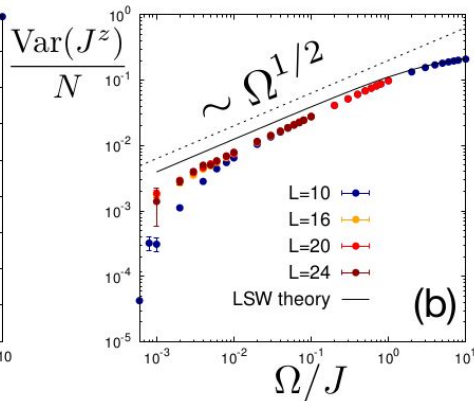 Var(J^z)
N
10^0
10^-1
10^-2
10^-3
10^-4
10^-5
~ Ω^1/2
L=10
L=16
L=20
L=24
LSW theory
(b)
10
10^-3
10^-2
10^-1
10^0
10^1
Ω/J